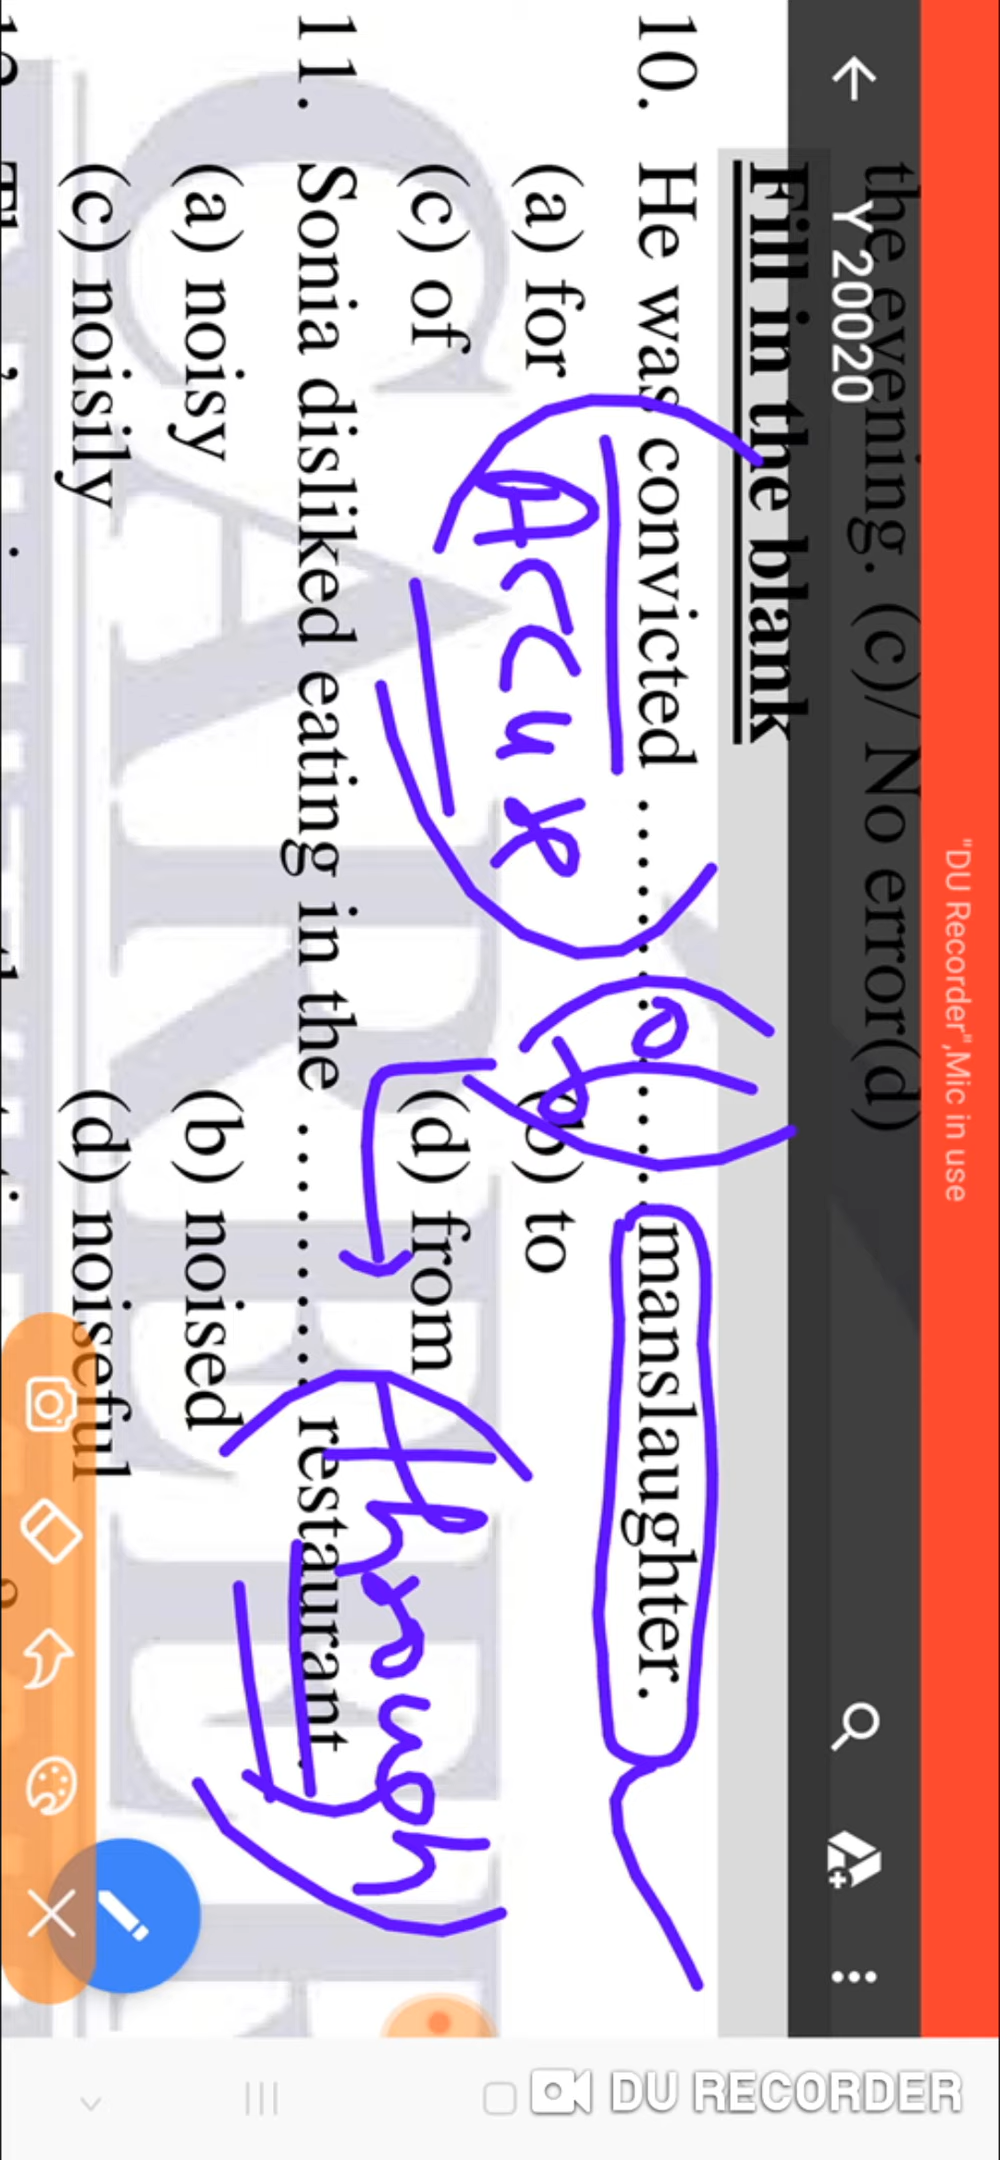 "DU Recorder",Mic in use
the evening. (c)/ No error(d)
Y 20020
Fill in the blank
10. He was convicted .............. manslaughter.
of
(a) for (b) to
Accuse
(c) of (d) from
though
11. Sonia disliked eating in the .............. restaurant.
(a) noisy (b) noised
(c) noisily (d) noiseful
CAREER
DU RECORDER